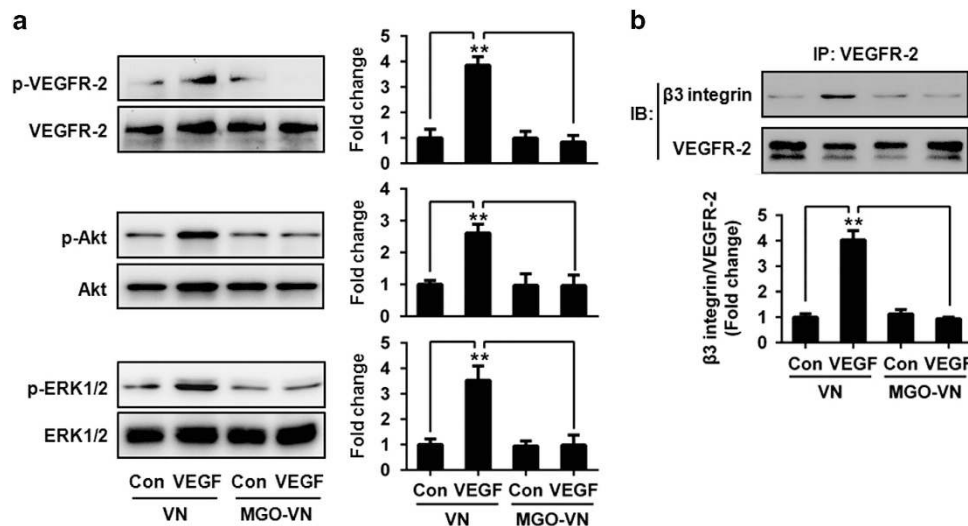 a
p-VEGFR-2
VEGFR-2
p-Akt
Akt
p-ERK1/2
ERK1/2
Con VEGF Con VEGF
VN MGO-VN
Fold change
5
4
3
2
1
0
**
Fold change
3
2
1
0
**
Fold change
5
4
3
2
1
0
**
Con VEGF Con VEGF
VN MGO-VN
b
IP: VEGFR-2
IB:
β3 integrin
VEGFR-2
β3 integrin/VEGFR-2
(Fold change)
5
4
3
2
1
0
**
Con VEGF Con VEGF
VN MGO-VN